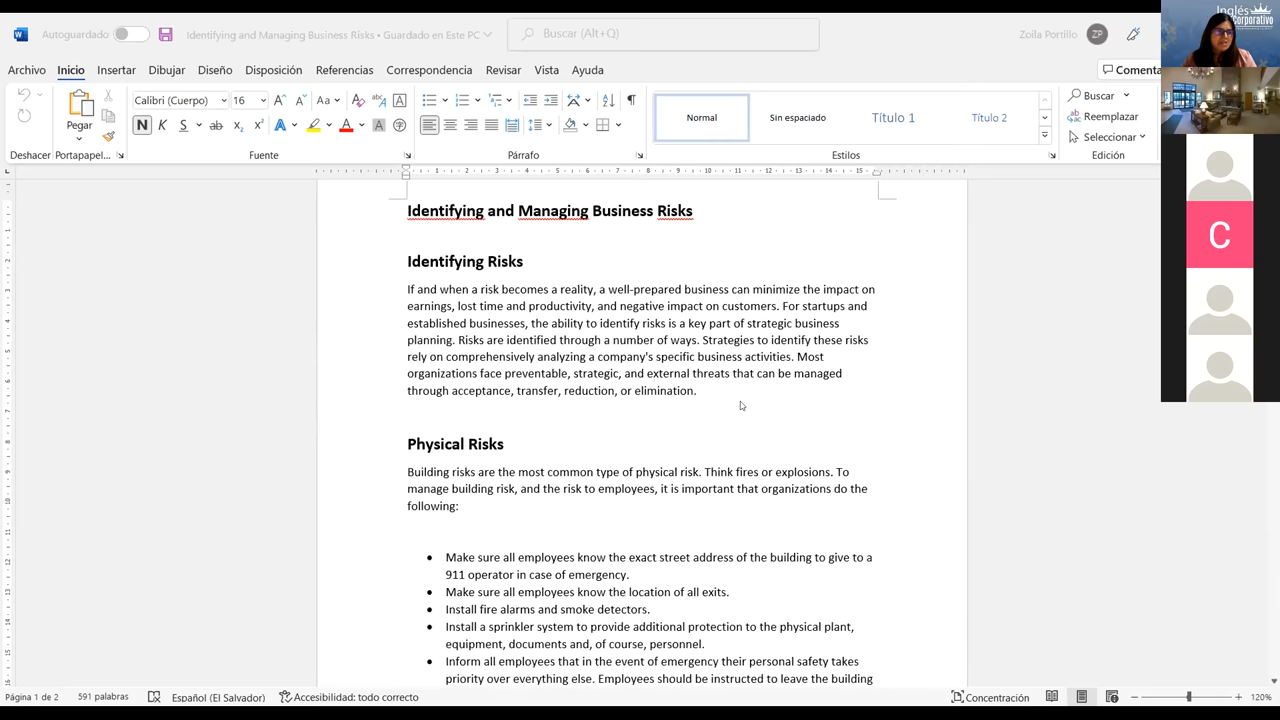 Autoguardado
Identifying and Managing Business Risks • Guardado en Este PC
Buscar (Alt+Q)
Zoila Portillo
ZP
Inglés
Corporativo
Archivo Inicio Insertar Dibujar Diseño Disposición Referencias Correspondencia Revisar Vista Ayuda
Comenta
Calibri (Cuerpo) 16
Pegar
Normal
Sin espaciado
Título 1
Título 2
Buscar
Reemplazar
Seleccionar
Deshacer Portapapel... Fuente Párrafo Estilos Edición
Identifying and Managing Business Risks
Identifying Risks
If and when a risk becomes a reality, a well-prepared business can minimize the impact on
earnings, lost time and productivity, and negative impact on customers. For startups and
established businesses, the ability to identify risks is a key part of strategic business
planning. Risks are identified through a number of ways. Strategies to identify these risks
rely on comprehensively analyzing a company's specific business activities. Most
organizations face preventable, strategic, and external threats that can be managed
through acceptance, transfer, reduction, or elimination.
Physical Risks
Building risks are the most common type of physical risk. Think fires or explosions. To
manage building risk, and the risk to employees, it is important that organizations do the
following:
• Make sure all employees know the exact street address of the building to give to a
911 operator in case of emergency.
• Make sure all employees know the location of all exits.
• Install fire alarms and smoke detectors.
• Install a sprinkler system to provide additional protection to the physical plant,
equipment, documents and, of course, personnel.
• Inform all employees that in the event of emergency their personal safety takes
priority over everything else. Employees should be instructed to leave the building
C
Página 1 de 2 591 palabras Español (El Salvador) Accesibilidad: todo correcto Concentración 120%